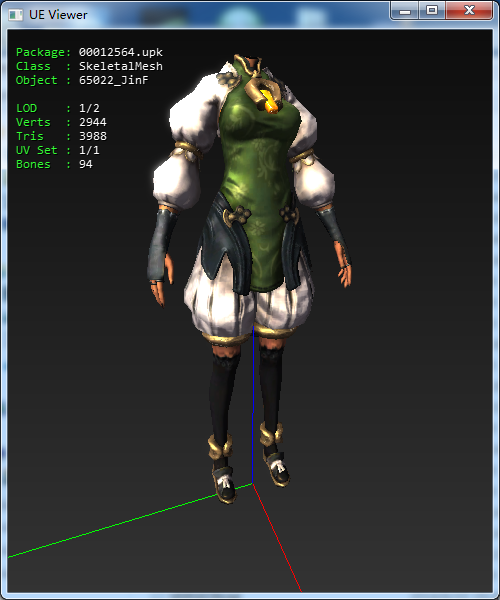 UE Viewer
Package: 00012564.upk
Class : SkeletalMesh
Object : 65022_JinF
LOD : 1/2
Verts : 2944
Tris : 3988
UV Set : 1/1
Bones : 94